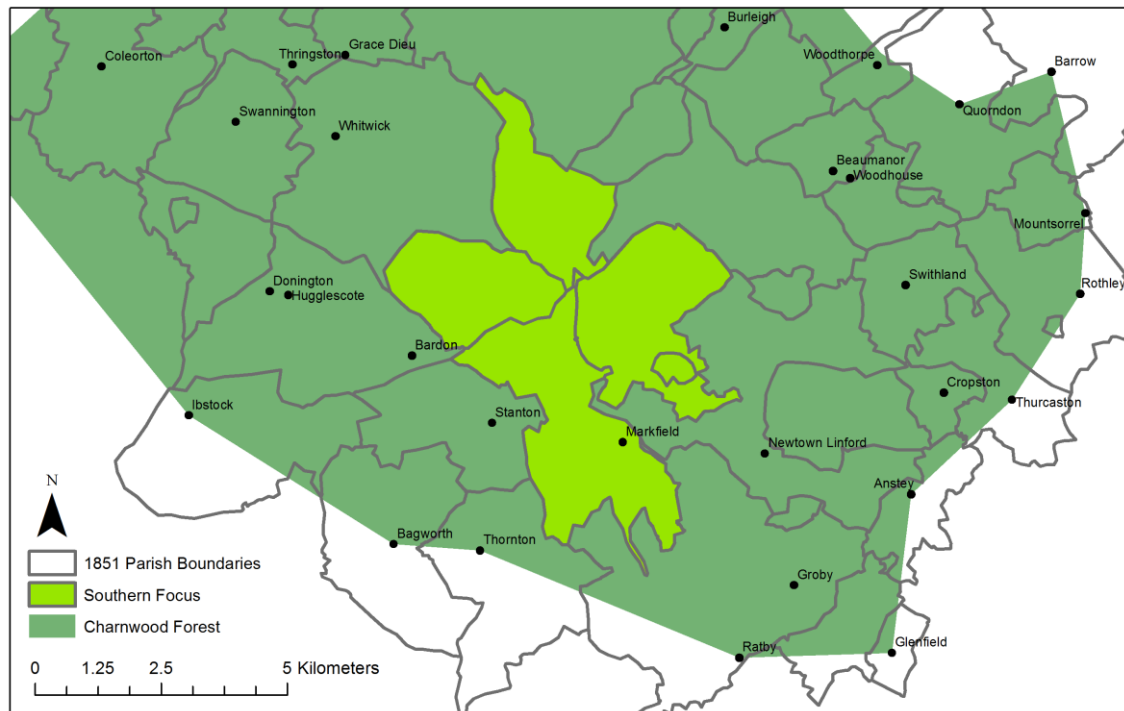 Burleigh
Coleorton
Thringston
Grace Dieu
Woodthorpe
Barrow
Quorndon
Swannington
Whitwick
Beaumanor
Woodhouse
Mountsorrel
Donington
Hugglescote
Swithland
Rothley
Bardon
Ibstock
Stanton
Cropston
Thurcaston
Markfield
Newtown Linford
Anstey
N
Bagworth
Thornton
1851 Parish Boundaries
Southern Focus
Groby
Charnwood Forest
Ratby
Glenfield
0 1.25 2.5 5 Kilometers